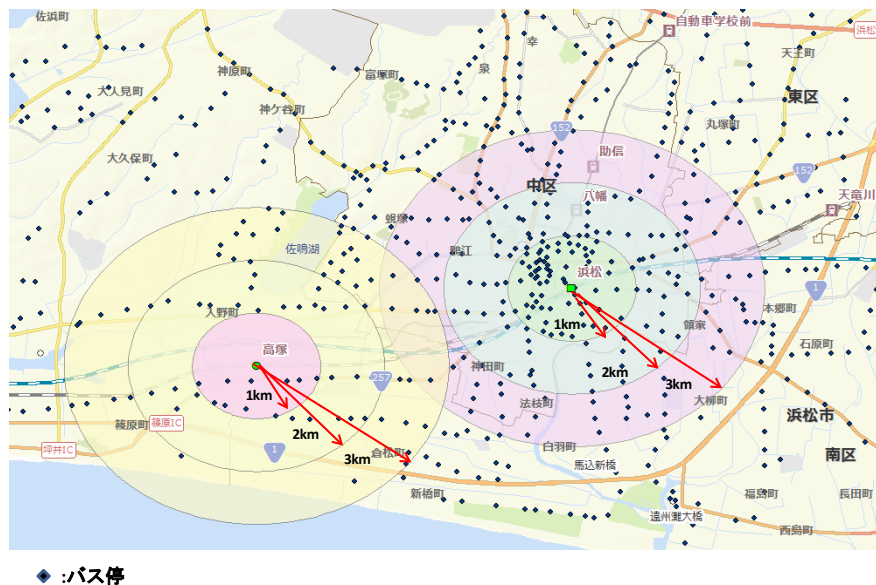 佐浜町
幸
自動車学校前
浜松
泉
天王町
神原町
富塚町
大人見町
東区
神ケ谷町
丸塚町
152
助信
大久保町
152
中区
八幡
天竜川
蜆塚
佐鳴湖
鴨江
浜松
1
入野町
本郷町
1km
領家
石原町
高塚
神田町
2km
257
3km
1km
大柳町
法枝町
篠原町
篠原IC
浜松市
2km
坪井IC
白羽町
1
倉松町
南区
3km
馬込新橋
新橋町
福島町
長田町
遠州灘大橋
西島町
:バス停